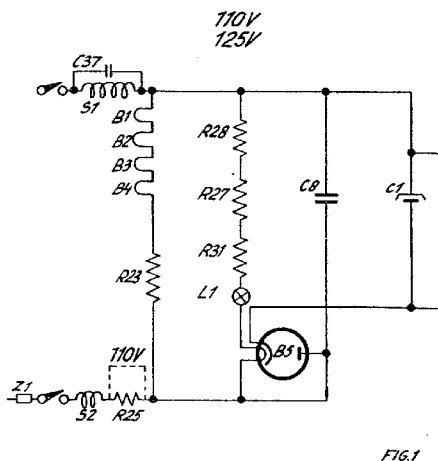 110V
125V
C37
S1
B1
B2
B3
B4
R28
R27
C8
C1
R31
R23
L1
B5
110V
Z1
S2
R25
FIG.1